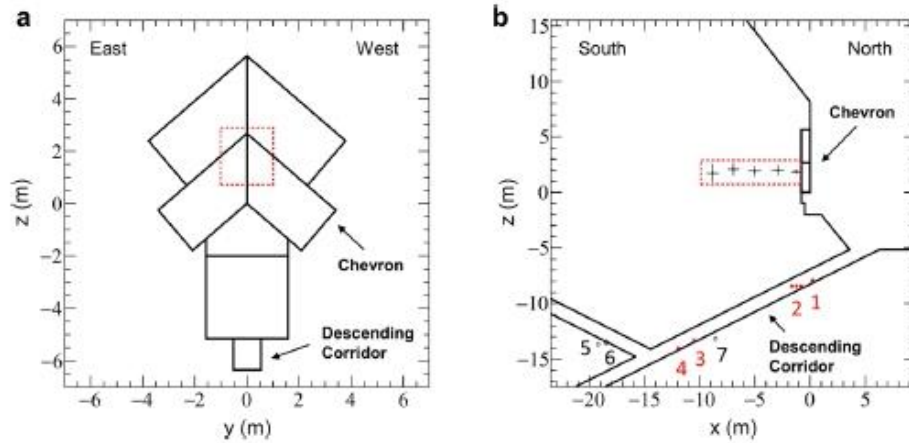 a
East
West
6
4
2
0
−2
−4
−6
z (m)
Chevron
Descending
Corridor
−6 −4 −2 0 2 4 6
y (m)
b
South
North
15
10
5
0
−5
−10
−15
z (m)
Chevron
1
2
3
4
5
6
7
Descending
Corridor
−20 −15 −10 −5 0 5
x (m)